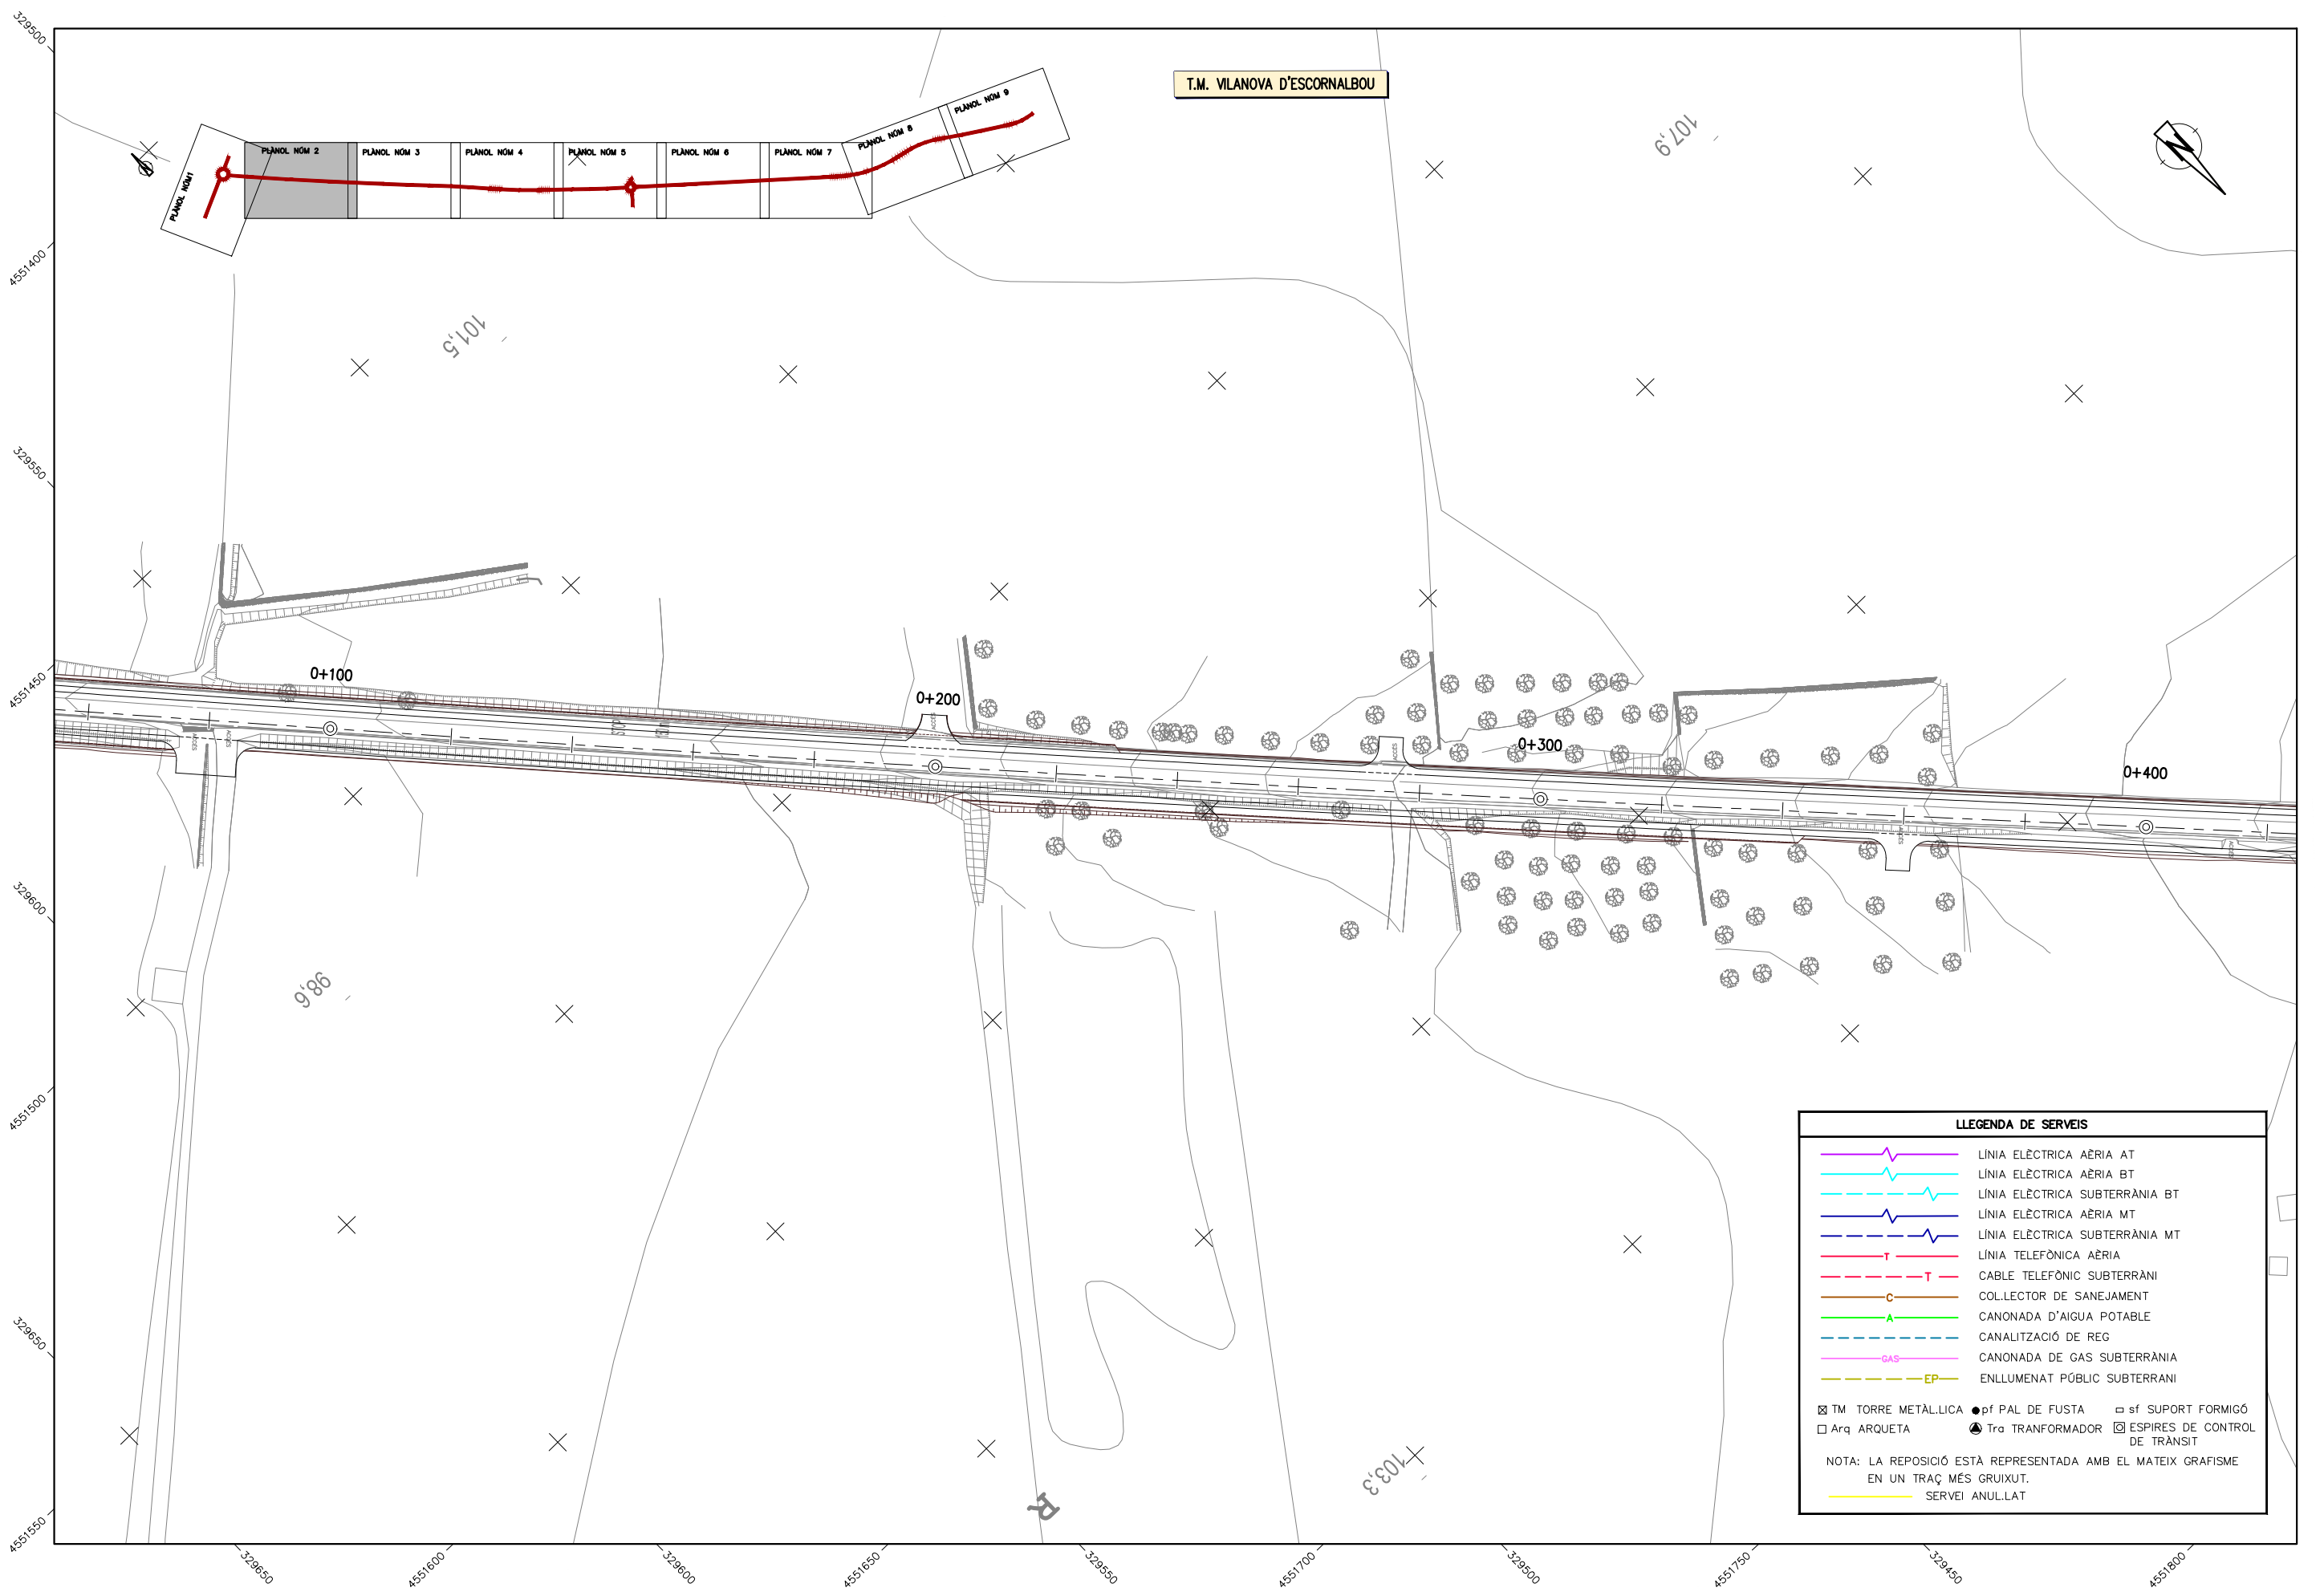 T.M. VILANOVA D'ESCORNALBOU
PLÀNOL NÚM1
PLÀNOL NÚM 2
PLÀNOL NÚM 3
PLÀNOL NÚM 4
PLÀNOL NÚM 5
PLÀNOL NÚM 6
PLÀNOL NÚM 7
PLÀNOL NÚM 8
PLÀNOL NÚM 9
N
107,9
101,5
329500
4551400
329550
4551450
329600
4551500
329650
4551550
0+100
0+200
0+300
0+400
ACCÉS
ACCÉS
ACCÉS
ACCÉS
98,6
103,3
R
LLEGENDA DE SERVEIS
LÍNIA ELÈCTRICA AÈRIA AT
LÍNIA ELÈCTRICA AÈRIA BT
LÍNIA ELÈCTRICA SUBTERRÀNIA BT
LÍNIA ELÈCTRICA AÈRIA MT
LÍNIA ELÈCTRICA SUBTERRÀNIA MT
T LÍNIA TELEFÒNICA AÈRIA
T CABLE TELEFÒNIC SUBTERRÀNI
C COL.LECTOR DE SANEJAMENT
A CANONADA D'AIGUA POTABLE
CANALITZACIÓ DE REG
GAS CANONADA DE GAS SUBTERRÀNIA
EP ENLLUMENAT PÚBLIC SUBTERRANI
TM TORRE METÀL.LICA pf PAL DE FUSTA sf SUPORT FORMIGÓ
Arq ARQUETA Tra TRANFORMADOR ESPIRES DE CONTROL
DE TRÀNSIT
NOTA: LA REPOSICIÓ ESTÀ REPRESENTADA AMB EL MATEIX GRAFISME
EN UN TRAÇ MÉS GRUIXUT.
SERVEI ANUL.LAT
329650
4551600
329600
4551650
329550
4551700
329500
4551750
329450
4551800